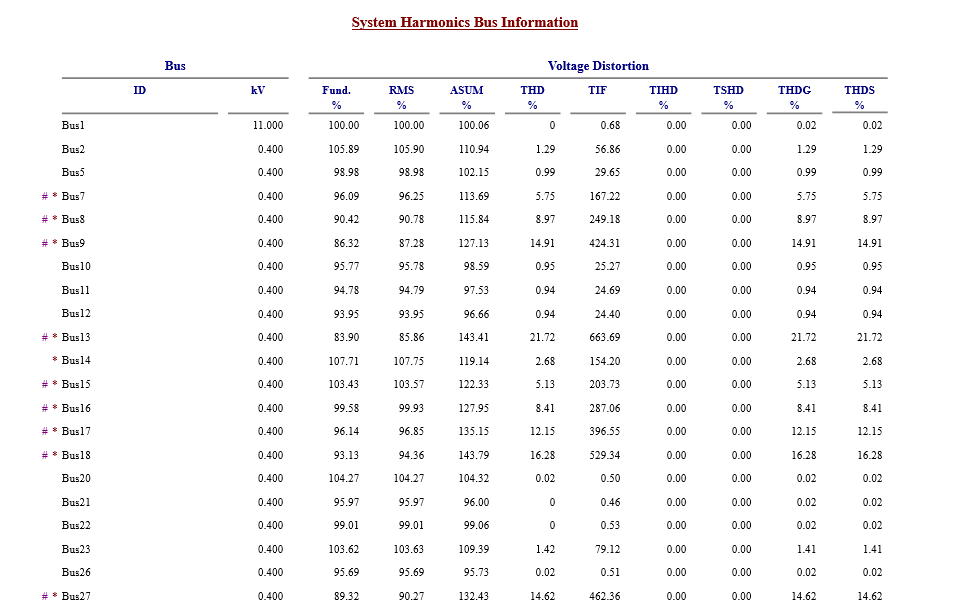 System Harmonics Bus Information
Bus Voltage Distortion
ID kV Fund. RMS ASUM THD TIF TIHD TSHD THDG THDS
% % % % % % % %
Bus1 11.000 100.00 100.00 100.06 0 0.68 0.00 0.00 0.02 0.02
Bus2 0.400 105.89 105.90 110.94 1.29 56.86 0.00 0.00 1.29 1.29
Bus5 0.400 98.98 98.98 102.15 0.99 29.65 0.00 0.00 0.99 0.99
# * Bus7 0.400 96.09 96.25 113.69 5.75 167.22 0.00 0.00 5.75 5.75
# * Bus8 0.400 90.42 90.78 115.84 8.97 249.18 0.00 0.00 8.97 8.97
# * Bus9 0.400 86.32 87.28 127.13 14.91 424.31 0.00 0.00 14.91 14.91
Bus10 0.400 95.77 95.78 98.59 0.95 25.27 0.00 0.00 0.95 0.95
Bus11 0.400 94.78 94.79 97.53 0.94 24.69 0.00 0.00 0.94 0.94
Bus12 0.400 93.95 93.95 96.66 0.94 24.40 0.00 0.00 0.94 0.94
# * Bus13 0.400 83.90 85.86 143.41 21.72 663.69 0.00 0.00 21.72 21.72
* Bus14 0.400 107.71 107.75 119.14 2.68 154.20 0.00 0.00 2.68 2.68
# * Bus15 0.400 103.43 103.57 122.33 5.13 203.73 0.00 0.00 5.13 5.13
# * Bus16 0.400 99.58 99.93 127.95 8.41 287.06 0.00 0.00 8.41 8.41
# * Bus17 0.400 96.14 96.85 135.15 12.15 396.55 0.00 0.00 12.15 12.15
# * Bus18 0.400 93.13 94.36 143.79 16.28 529.34 0.00 0.00 16.28 16.28
Bus20 0.400 104.27 104.27 104.32 0.02 0.50 0.00 0.00 0.02 0.02
Bus21 0.400 95.97 95.97 96.00 0 0.46 0.00 0.00 0.02 0.02
Bus22 0.400 99.01 99.01 99.06 0 0.53 0.00 0.00 0.02 0.02
Bus23 0.400 103.62 103.63 109.39 1.42 79.12 0.00 0.00 1.41 1.41
Bus26 0.400 95.69 95.69 95.73 0.02 0.51 0.00 0.00 0.02 0.02
# * Bus27 0.400 89.32 90.27 132.43 14.62 462.36 0.00 0.00 14.62 14.62